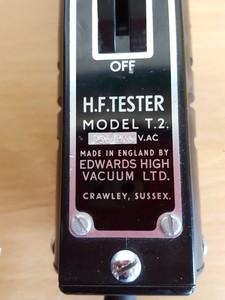 OFF
H.F. TESTER
MODEL T.2.
V.AC
MADE IN ENGLAND BY
EDWARDS HIGH
VACUUM LTD.
CRAWLEY, SUSSEX.